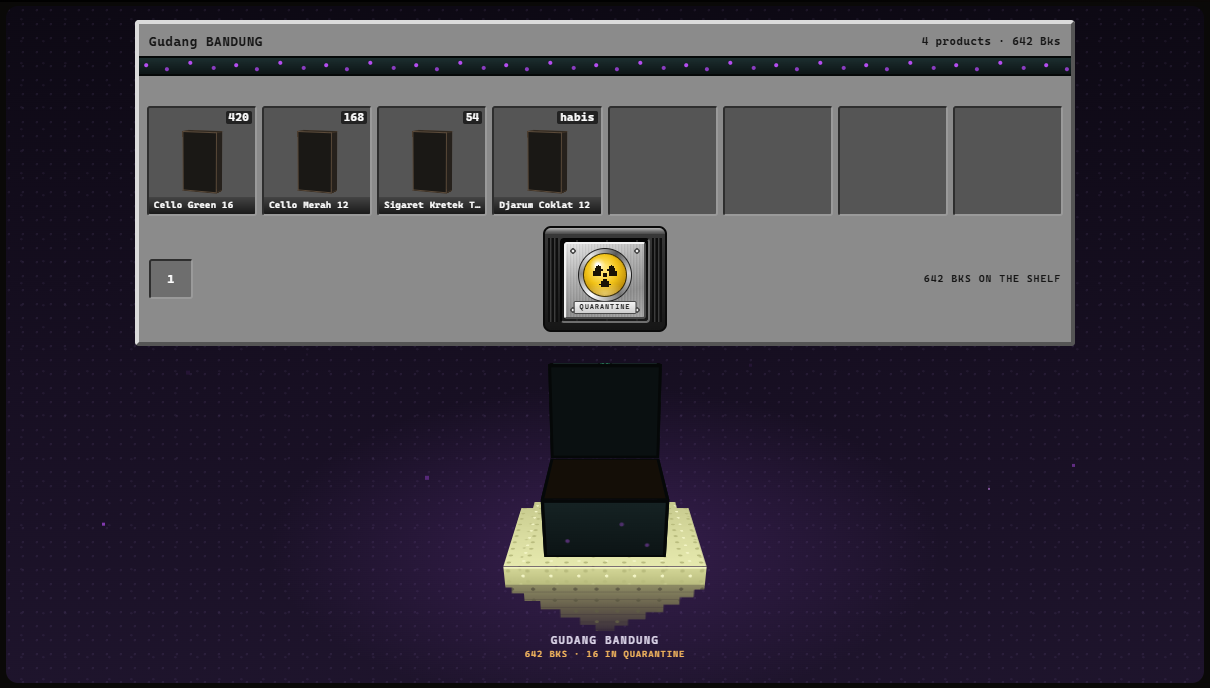 Gudang BANDUNG
4 products · 642 Bks
420
168
54
habis
Cello Green 16
Cello Merah 12
Sigaret Kretek T…
Djarum Coklat 12
1
QUARANTINE
642 BKS ON THE SHELF
GUDANG BANDUNG
642 BKS · 16 IN QUARANTINE